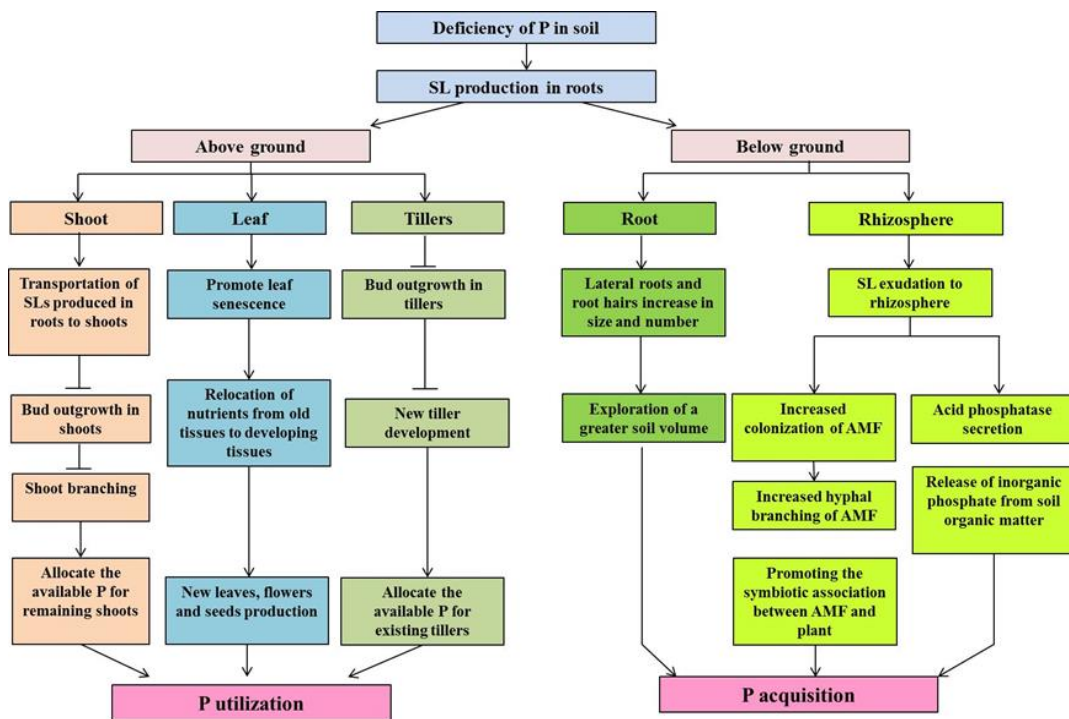 Deficiency of P in soil
SL production in roots
Above ground
Below ground
Shoot
Leaf
Tillers
Root
Rhizosphere
Transportation of
SLs produced in
roots to shoots
Promote leaf
senescence
Bud outgrowth in
tillers
Lateral roots and
root hairs increase in
size and number
SL exudation to
rhizosphere
Bud outgrowth in
shoots
Relocation of
nutrients from old
tissues to developing
tissues
New tiller
development
Exploration of a
greater soil volume
Increased
colonization of AMF
Acid phosphatase
secretion
Shoot branching
Increased hyphal
branching of AMF
Release of inorganic
phosphate from soil
organic matter
Allocate the
available P for
remaining shoots
New leaves, flowers
and seeds production
Allocate the
available P for
existing tillers
Promoting the
symbiotic association
between AMF and
plant
P utilization
P acquisition